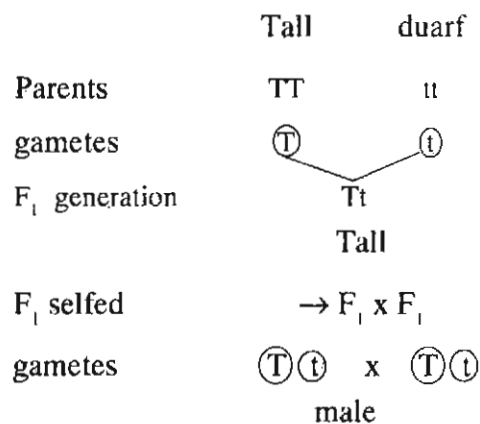 Tall duarf
Parents TT tt
gametes T t
F₁ generation Tt
Tall
F₁ selfed → F₁ x F₁
gametes T t x T t
male